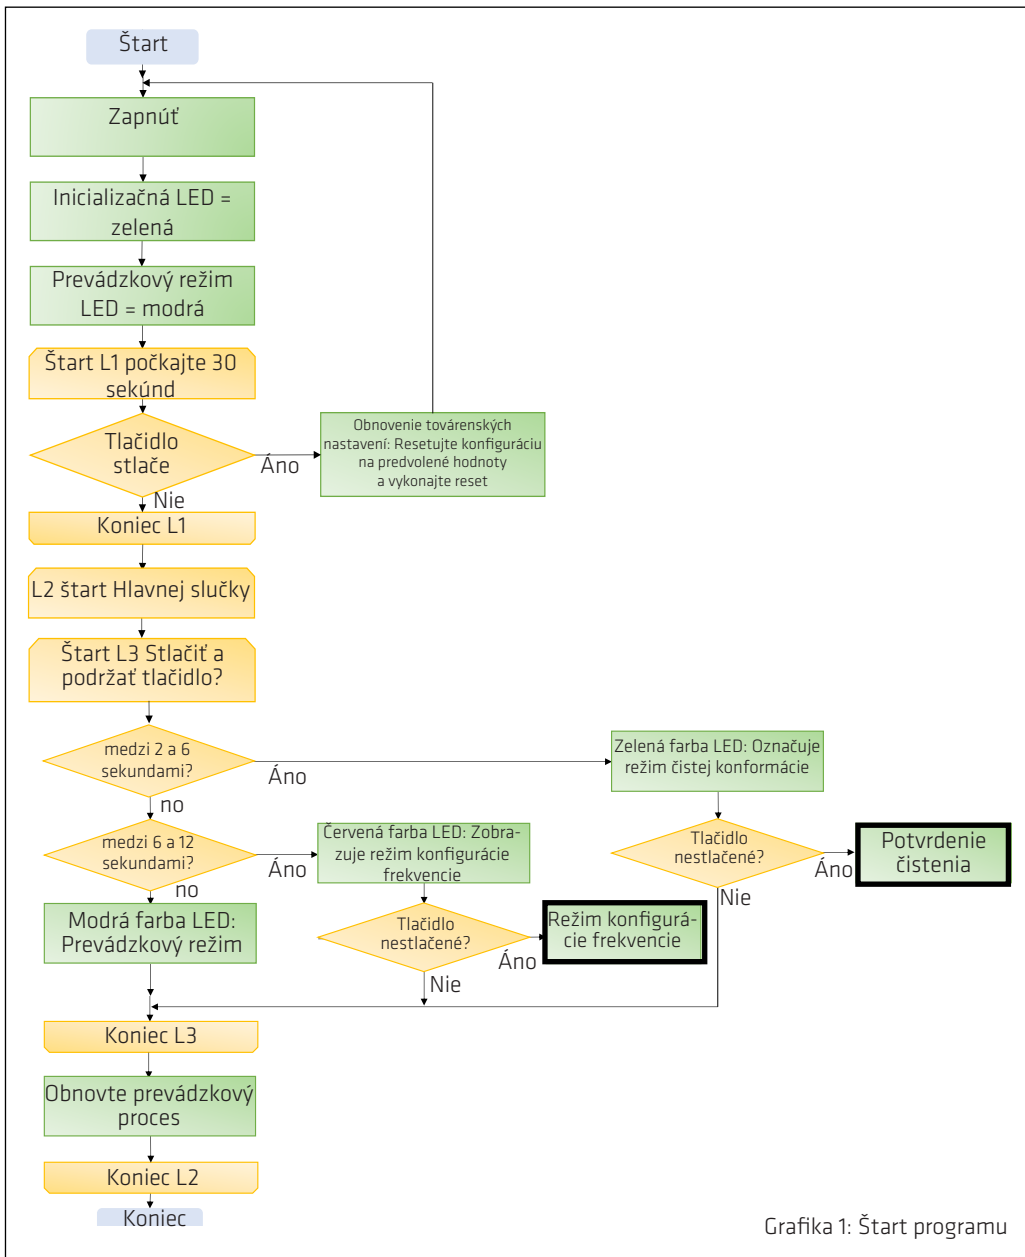 Štart
Zapnúť
Inicializačná LED =
zelená
Prevádzkový režim
LED = modrá
Štart L1 počkajte 30
sekúnd
Tlačidlo
stlače
Áno
Obnovenie továrenských
nastavení: Resetujte konfiguráciu
na predvolené hodnoty
a vykonajte reset
Nie
Koniec L1
L2 štart Hlavnej slučky
Štart L3 Stlačiť a
podržať tlačidlo?
medzi 2 a 6
sekundami?
Áno
Zelená farba LED: Označuje
režim čistej konformácie
no
medzi 6 a 12
sekundami?
Áno
Červená farba LED: Zobra-
zuje režim konfigurácie
frekvencie
Tlačidlo
nestlačené?
Áno
Potvrdenie
čistenia
Nie
no
Modrá farba LED:
Prevádzkový režim
Tlačidlo
nestlačené?
Áno
Režim konfigurá-
cie frekvencie
Nie
Koniec L3
Obnovte prevádzkový
proces
Koniec L2
Koniec
Grafika 1: Štart programu